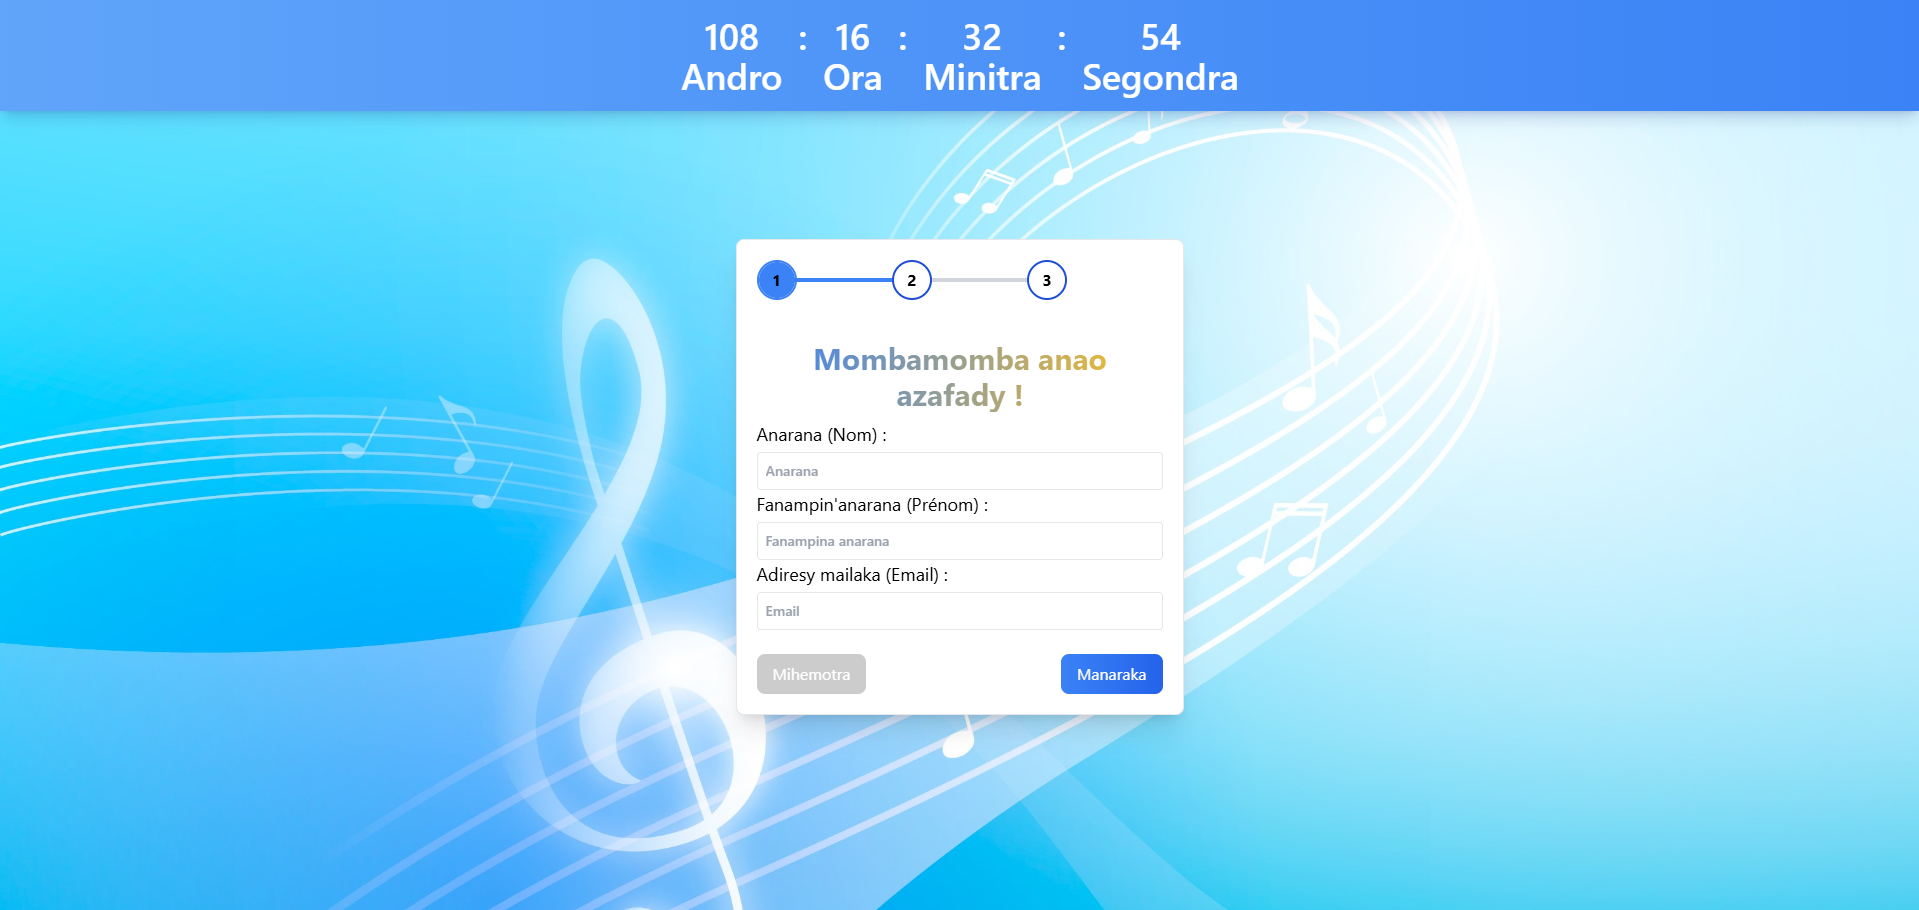 108 : 16 : 32 : 54
Andro Ora Minitra Segondra
1 2 3
Mombamomba anao
azafady !
Anarana (Nom) :
Anarana
Fanampin'anarana (Prénom) :
Fanampina anarana
Adiresy mailaka (Email) :
Email
Mihemotra Manaraka